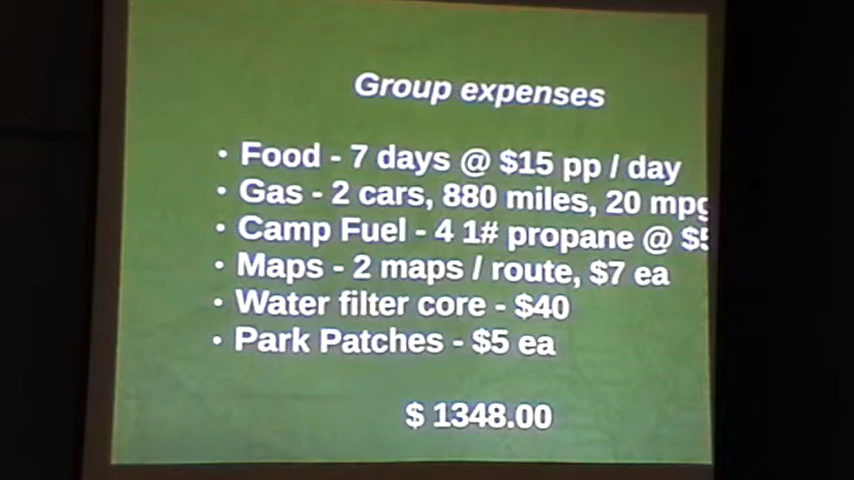 Group expenses
• Food - 7 days @ $15 pp / day
• Gas - 2 cars, 880 miles, 20 mpg
• Camp Fuel - 4 1# propane @ $5
• Maps - 2 maps / route, $7 ea
• Water filter core - $40
• Park Patches - $5 ea
$ 1348.00